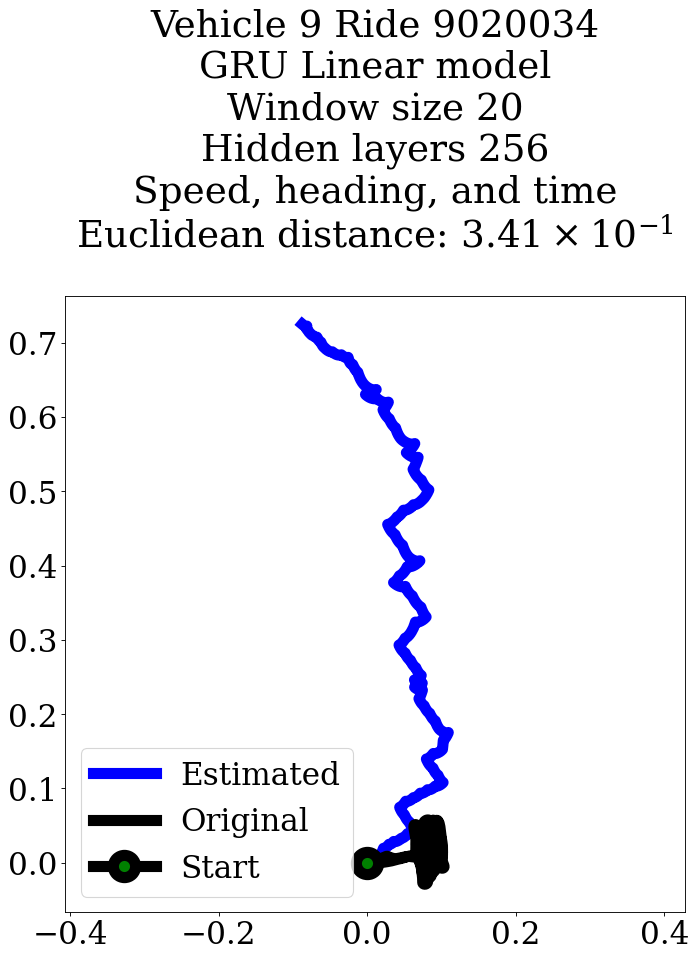 Vehicle 9 Ride 9020034
GRU Linear model
Window size 20
Hidden layers 256
Speed, heading, and time
Euclidean distance: 3.41 × 10⁻¹
0.7
0.6
0.5
0.4
0.3
0.2
0.1
0.0
Estimated
Original
Start
−0.4 −0.2 0.0 0.2 0.4